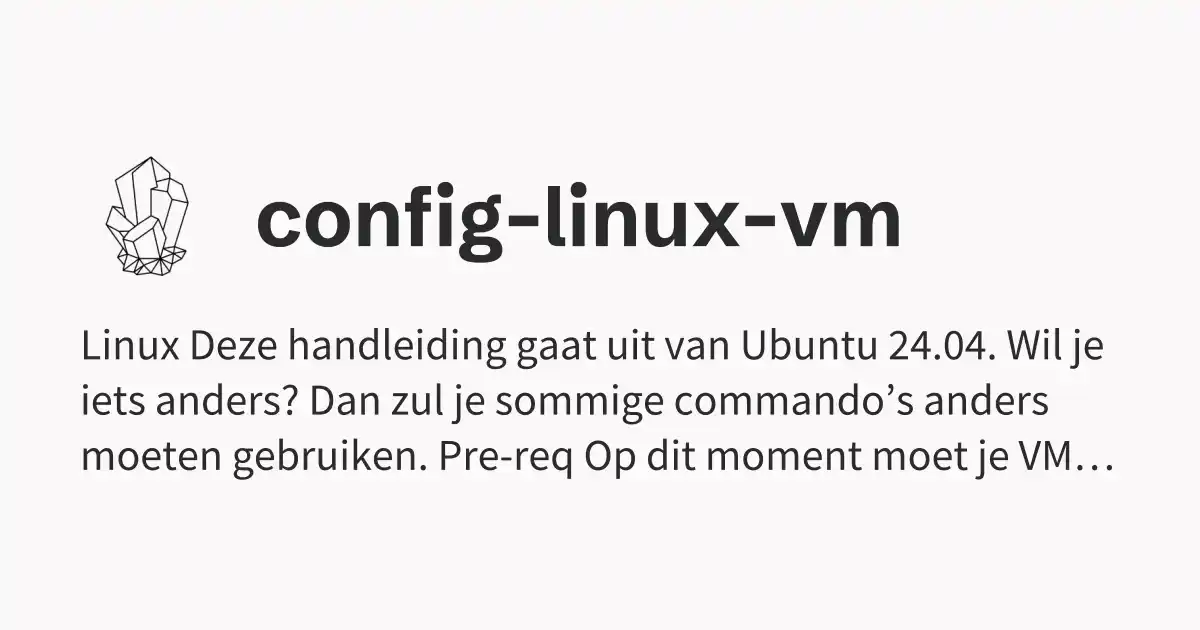 config-linux-vm
Linux Deze handleiding gaat uit van Ubuntu 24.04. Wil je
iets anders? Dan zul je sommige commando’s anders
moeten gebruiken. Pre-req Op dit moment moet je VM…